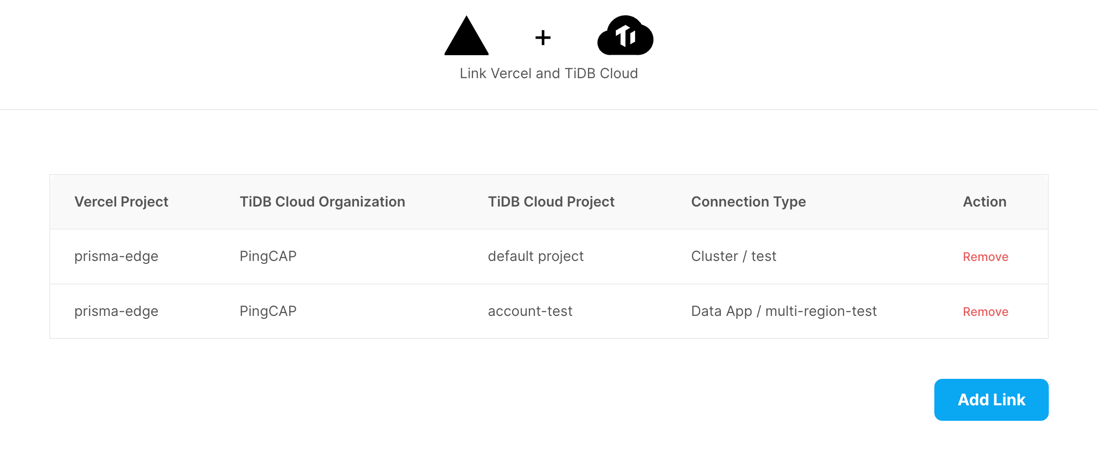 +
Ti
Link Vercel and TiDB Cloud
Vercel Project TiDB Cloud Organization TiDB Cloud Project Connection Type Action
prisma-edge PingCAP default project Cluster / test Remove
prisma-edge PingCAP account-test Data App / multi-region-test Remove
Add Link